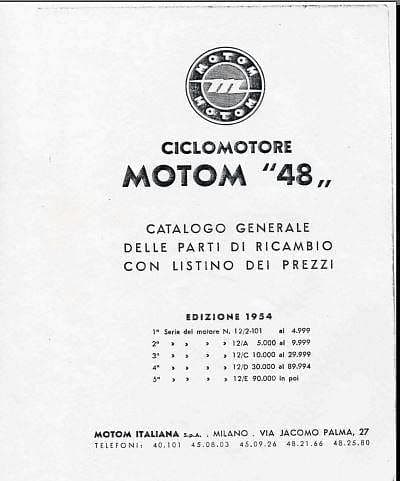 MOTOM
m
MOTOM
CICLOMOTORE
MOTOM "48„
CATALOGO GENERALE
DELLE PARTI DI RICAMBIO
CON LISTINO DEI PREZZI
EDIZIONE 1954
1ª Serie del motore N. 12/2-101 al 4.999
2ª » » » » 12/A 5.000 al 9.999
3ª » » » » 12/C 10.000 al 29.999
4ª » » » » 12/D 30.000 al 89.994
5ª » » » » 12/E 90.000 in poi
MOTOM ITALIANA S.p.A. . MILANO . VIA JACOMO PALMA, 27
TELEFONI: 40.101 45.08.03 45.09.26 48.21.66 48.25.80